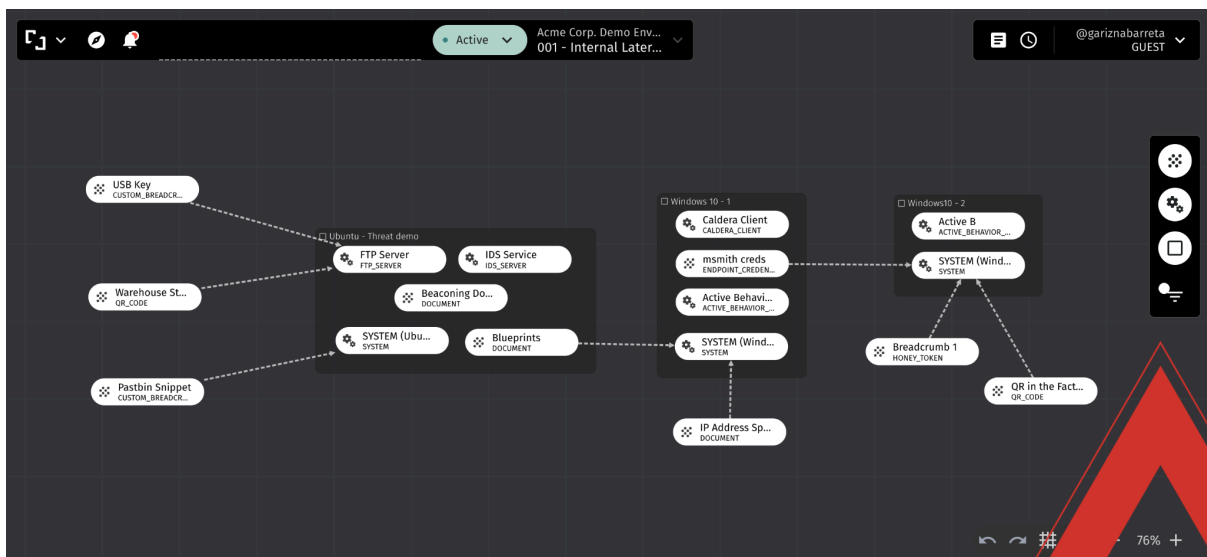 Active
Acme Corp. Demo Env...
001 - Internal Later...
@gariznabarreta
GUEST
USB Key
CUSTOM_BREADCR...
Warehouse St...
QR_CODE
Pastbin Snippet
CUSTOM_BREADCR...
Ubuntu - Threat demo
FTP Server
FTP_SERVER
IDS Service
IDS_SERVER
Beaconing Do...
DOCUMENT
SYSTEM (Ubu...
SYSTEM
Blueprints
DOCUMENT
Windows 10 - 1
Caldera Client
CALDERA_CLIENT
msmith creds
ENDPOINT_CREDEN...
Active Behavi...
ACTIVE_BEHAVIOR_...
SYSTEM (Wind...
SYSTEM
IP Address Sp...
DOCUMENT
Windows10 - 2
Active B
ACTIVE_BEHAVIOR_...
SYSTEM (Wind...
SYSTEM
Breadcrumb 1
HONEY_TOKEN
QR in the Fact...
QR_CODE
76%